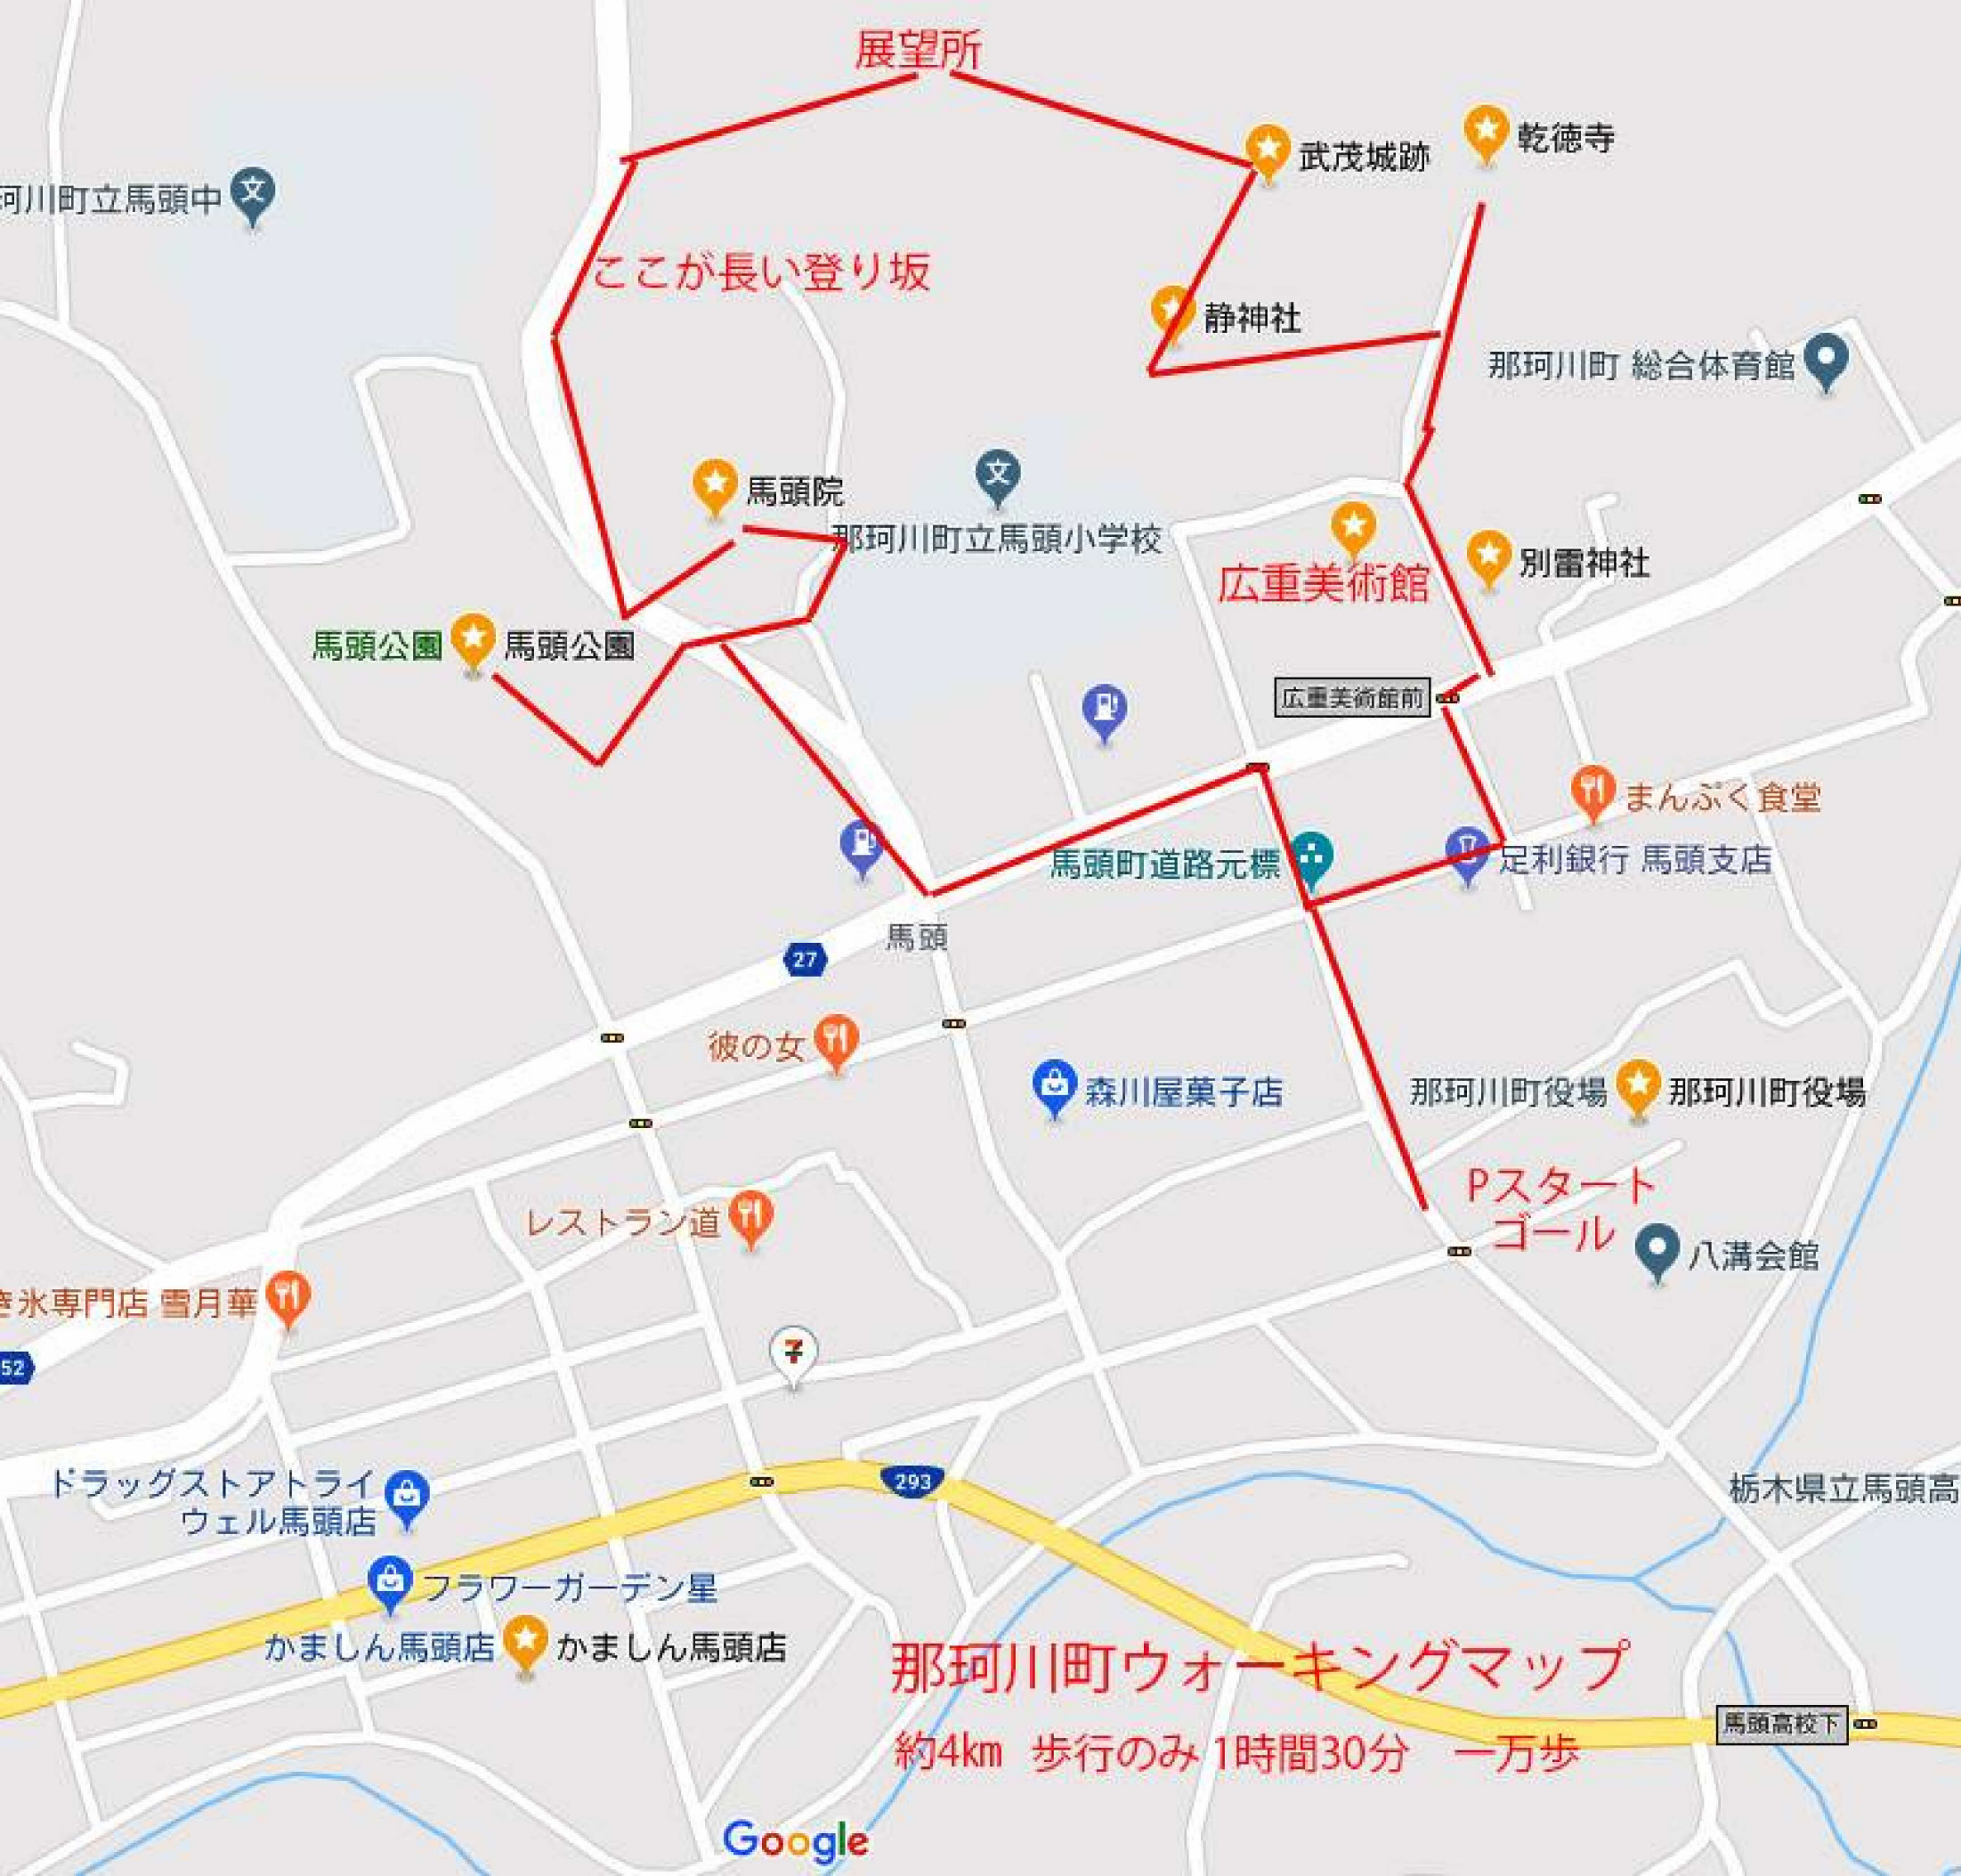 展望所
武茂城跡
乾徳寺
珂川町立馬頭中
ここが長い登り坂
静神社
那珂川町 総合体育館
馬頭院
那珂川町立馬頭小学校
広重美術館
別雷神社
馬頭公園
馬頭公園
広重美術館前
まんぷく食堂
馬頭町道路元標
足利銀行 馬頭支店
馬頭
27
彼の女
森川屋菓子店
那珂川町役場
那珂川町役場
Pスタート
ゴール
レストラン道
八溝会館
き氷専門店 雪月華
52
7
ドラッグストアトライ
ウェル馬頭店
293
栃木県立馬頭高
フラワーガーデン星
かましん馬頭店
かましん馬頭店
那珂川町ウォーキングマップ
馬頭高校下
約4㎞ 歩行のみ 1時間30分 一万歩
Google